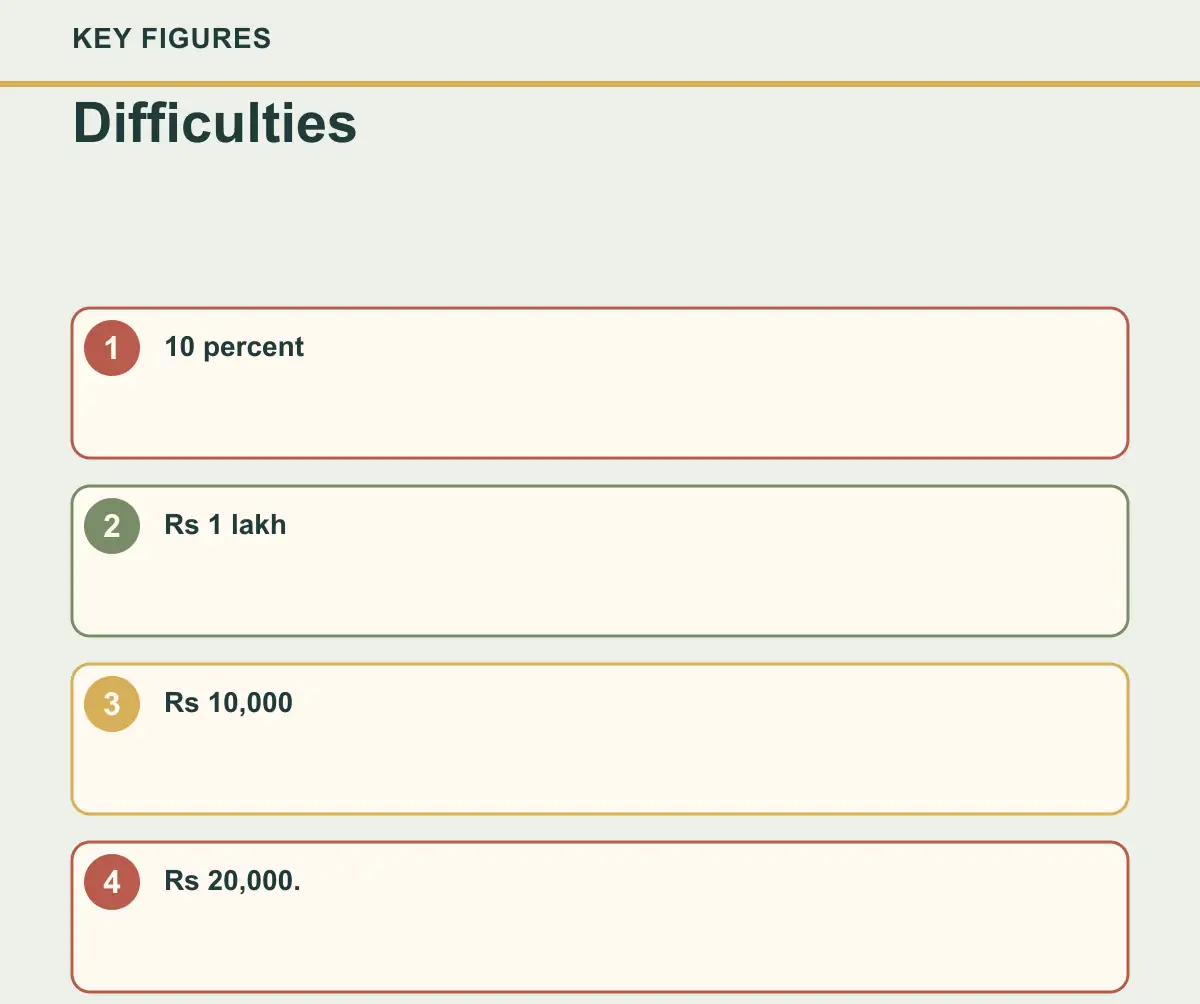 KEY FIGURES
Difficulties
1 10 percent
2 Rs 1 lakh
3 Rs 10,000
4 Rs 20,000.